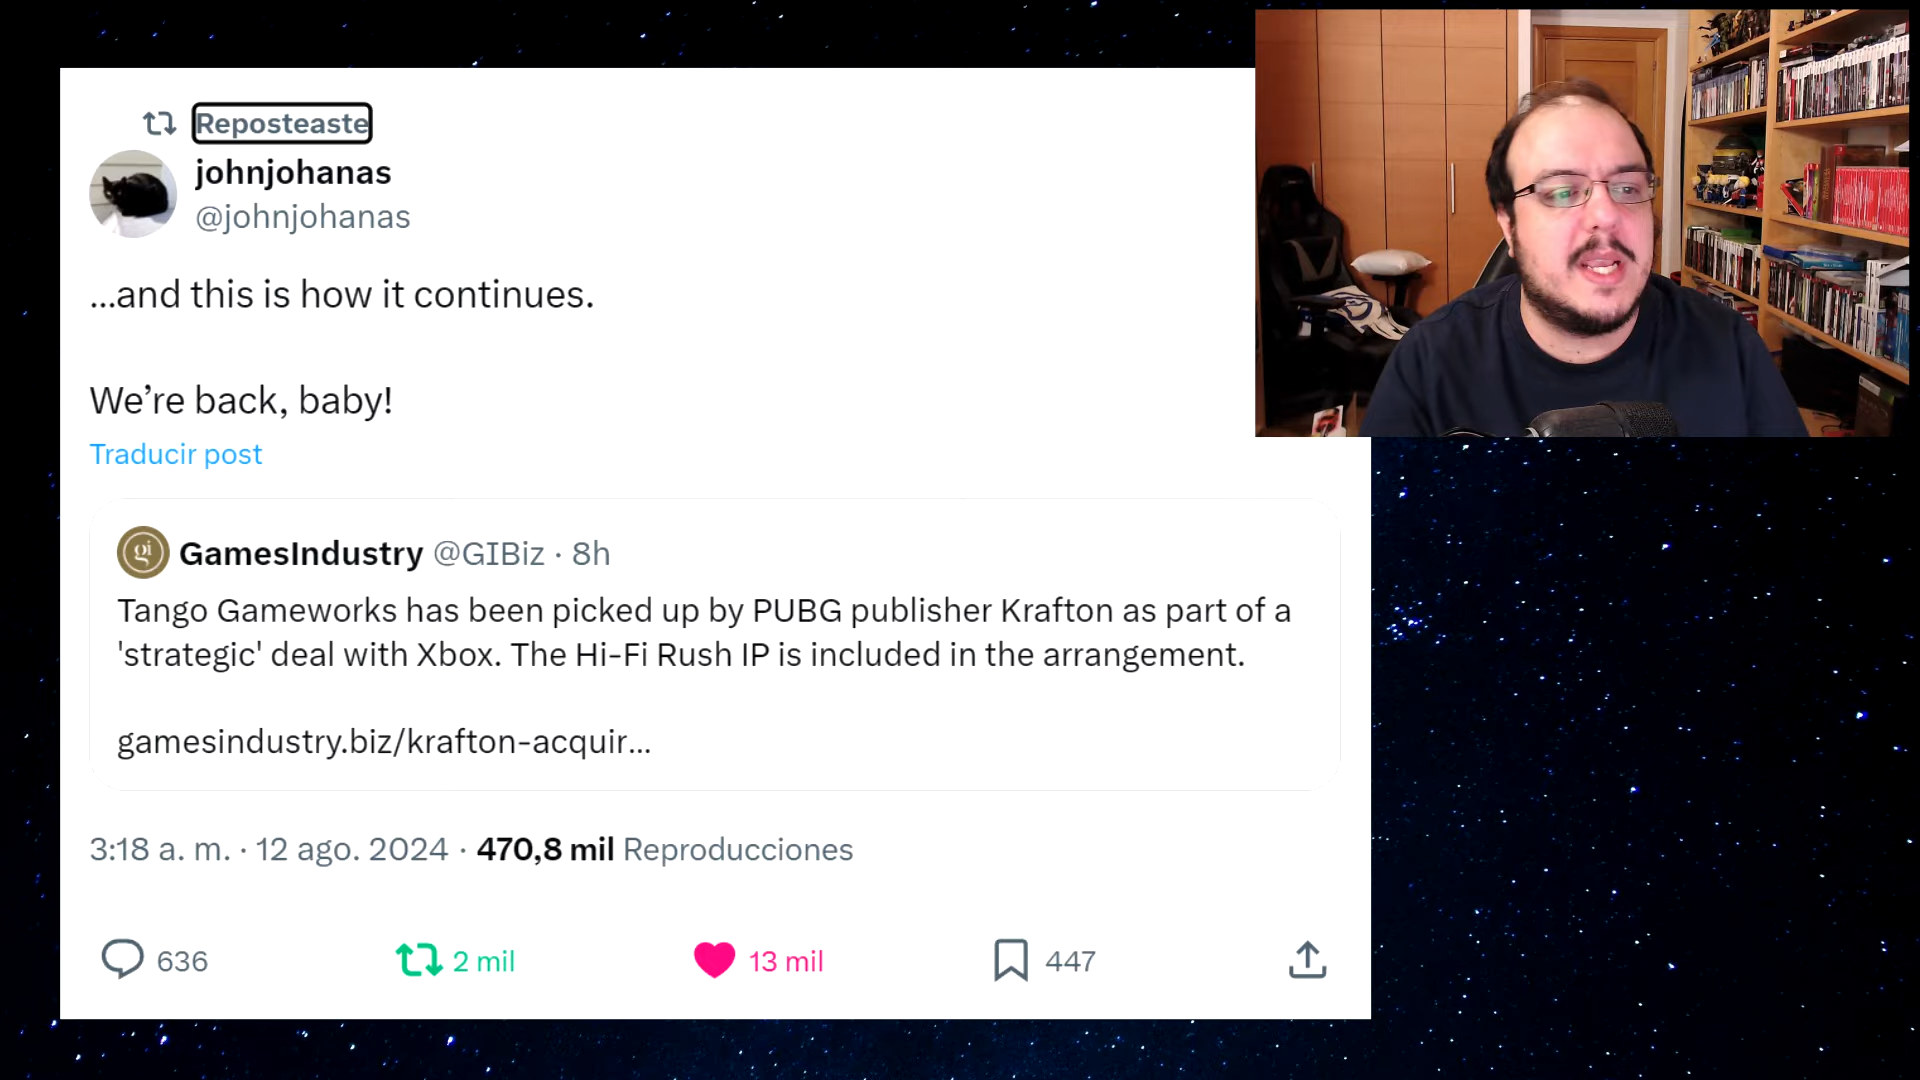 Reposteaste
johnjohanas
@johnjohanas
...and this is how it continues.
We’re back, baby!
Traducir post
gi
GamesIndustry @GIBiz · 8h
Tango Gameworks has been picked up by PUBG publisher Krafton as part of a
'strategic' deal with Xbox. The Hi-Fi Rush IP is included in the arrangement.
gamesindustry.biz/krafton-acquir...
3:18 a. m. · 12 ago. 2024 · 470,8 mil Reproducciones
636
2 mil
13 mil
447